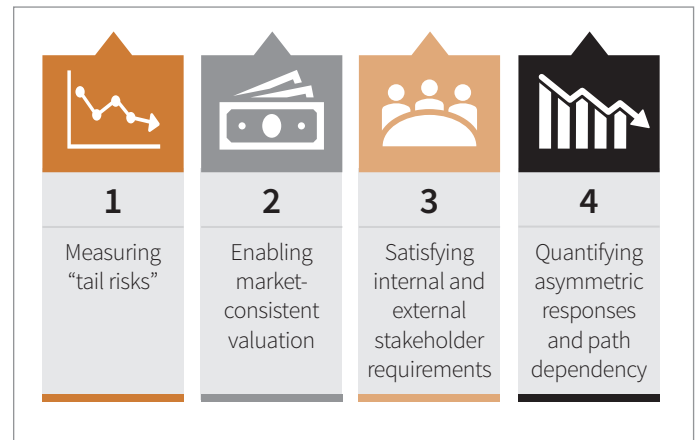 1
Measuring
“tail risks”
2
Enabling
market-
consistent
valuation
3
Satisfying
internal and
external
stakeholder
requirements
4
Quantifying
asymmetric
responses
and path
dependency